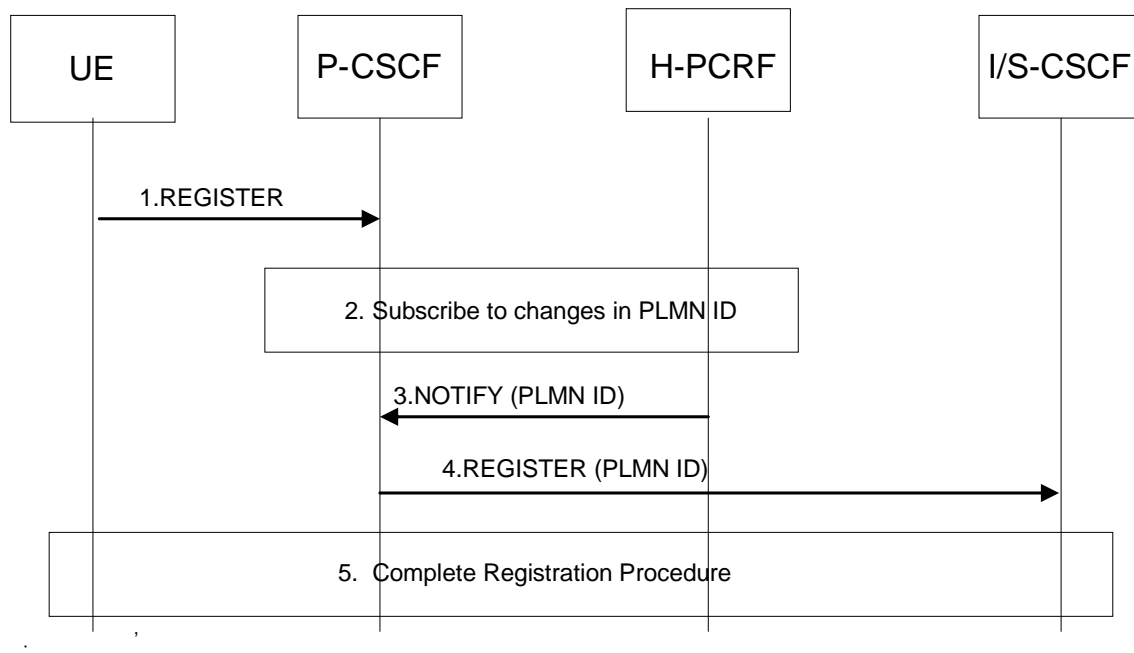 UE
P-CSCF
H-PCRF
I/S-CSCF
1.REGISTER
2. Subscribe to changes in PLMN ID
3.NOTIFY (PLMN ID)
4.REGISTER (PLMN ID)
5. Complete Registration Procedure